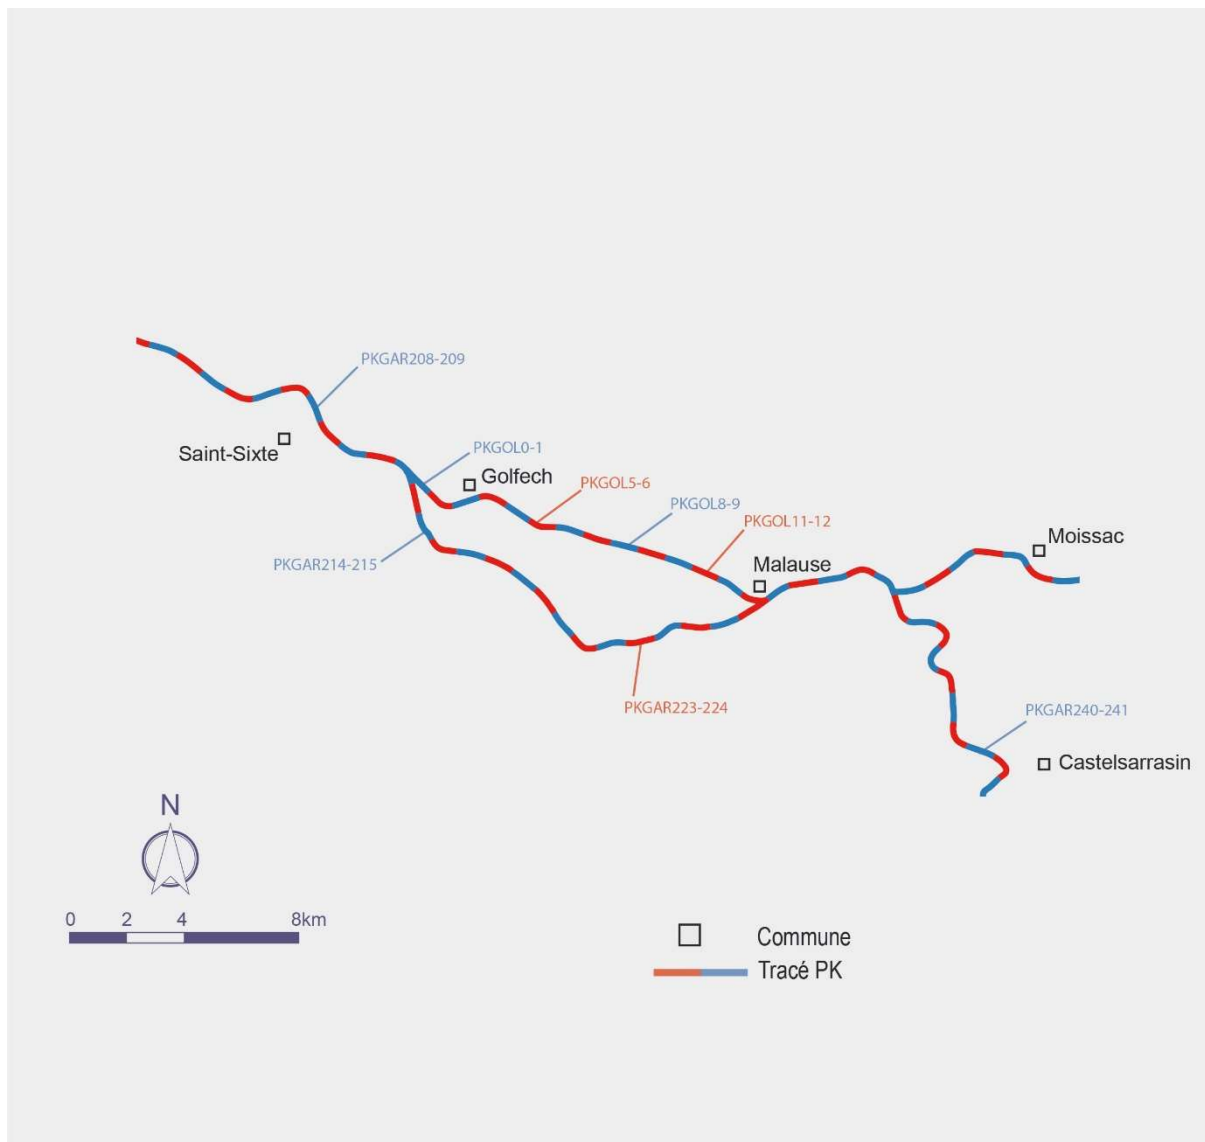 PKGAR208-209
Saint-Sixte
PKGOL0-1
Golfech
PKGOL5-6
PKGOL8-9
PKGOL11-12
Moissac
Malause
PKGAR214-215
PKGAR223-224
PKGAR240-241
Castelsarrasin
N
0 2 4 8km
Commune
Tracé PK